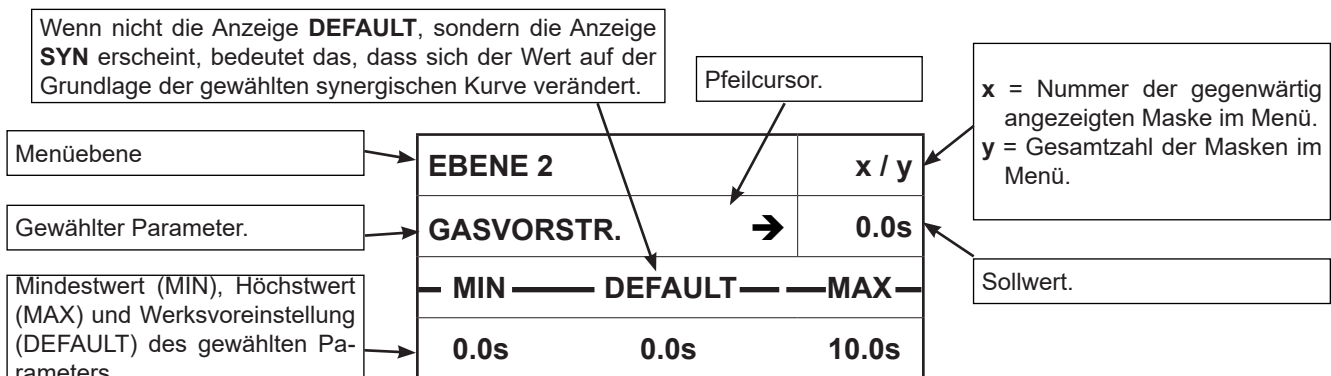 Wenn nicht die Anzeige DEFAULT, sondern die Anzeige
SYN erscheint, bedeutet das, dass sich der Wert auf der
Grundlage der gewählten synergischen Kurve verändert.
Pfeilcursor.
x = Nummer der gegenwärtig
angezeigten Maske im Menü.
y = Gesamtzahl der Masken im
Menü.
Menüebene
EBENE 2 x / y
Gewählter Parameter.
GASVORSTR. ➔ 0.0s
Sollwert.
Mindestwert (MIN), Höchstwert
(MAX) und Werksvoreinstellung
(DEFAULT) des gewählten Pa-
rameters
MIN DEFAULT MAX
0.0s 0.0s 10.0s